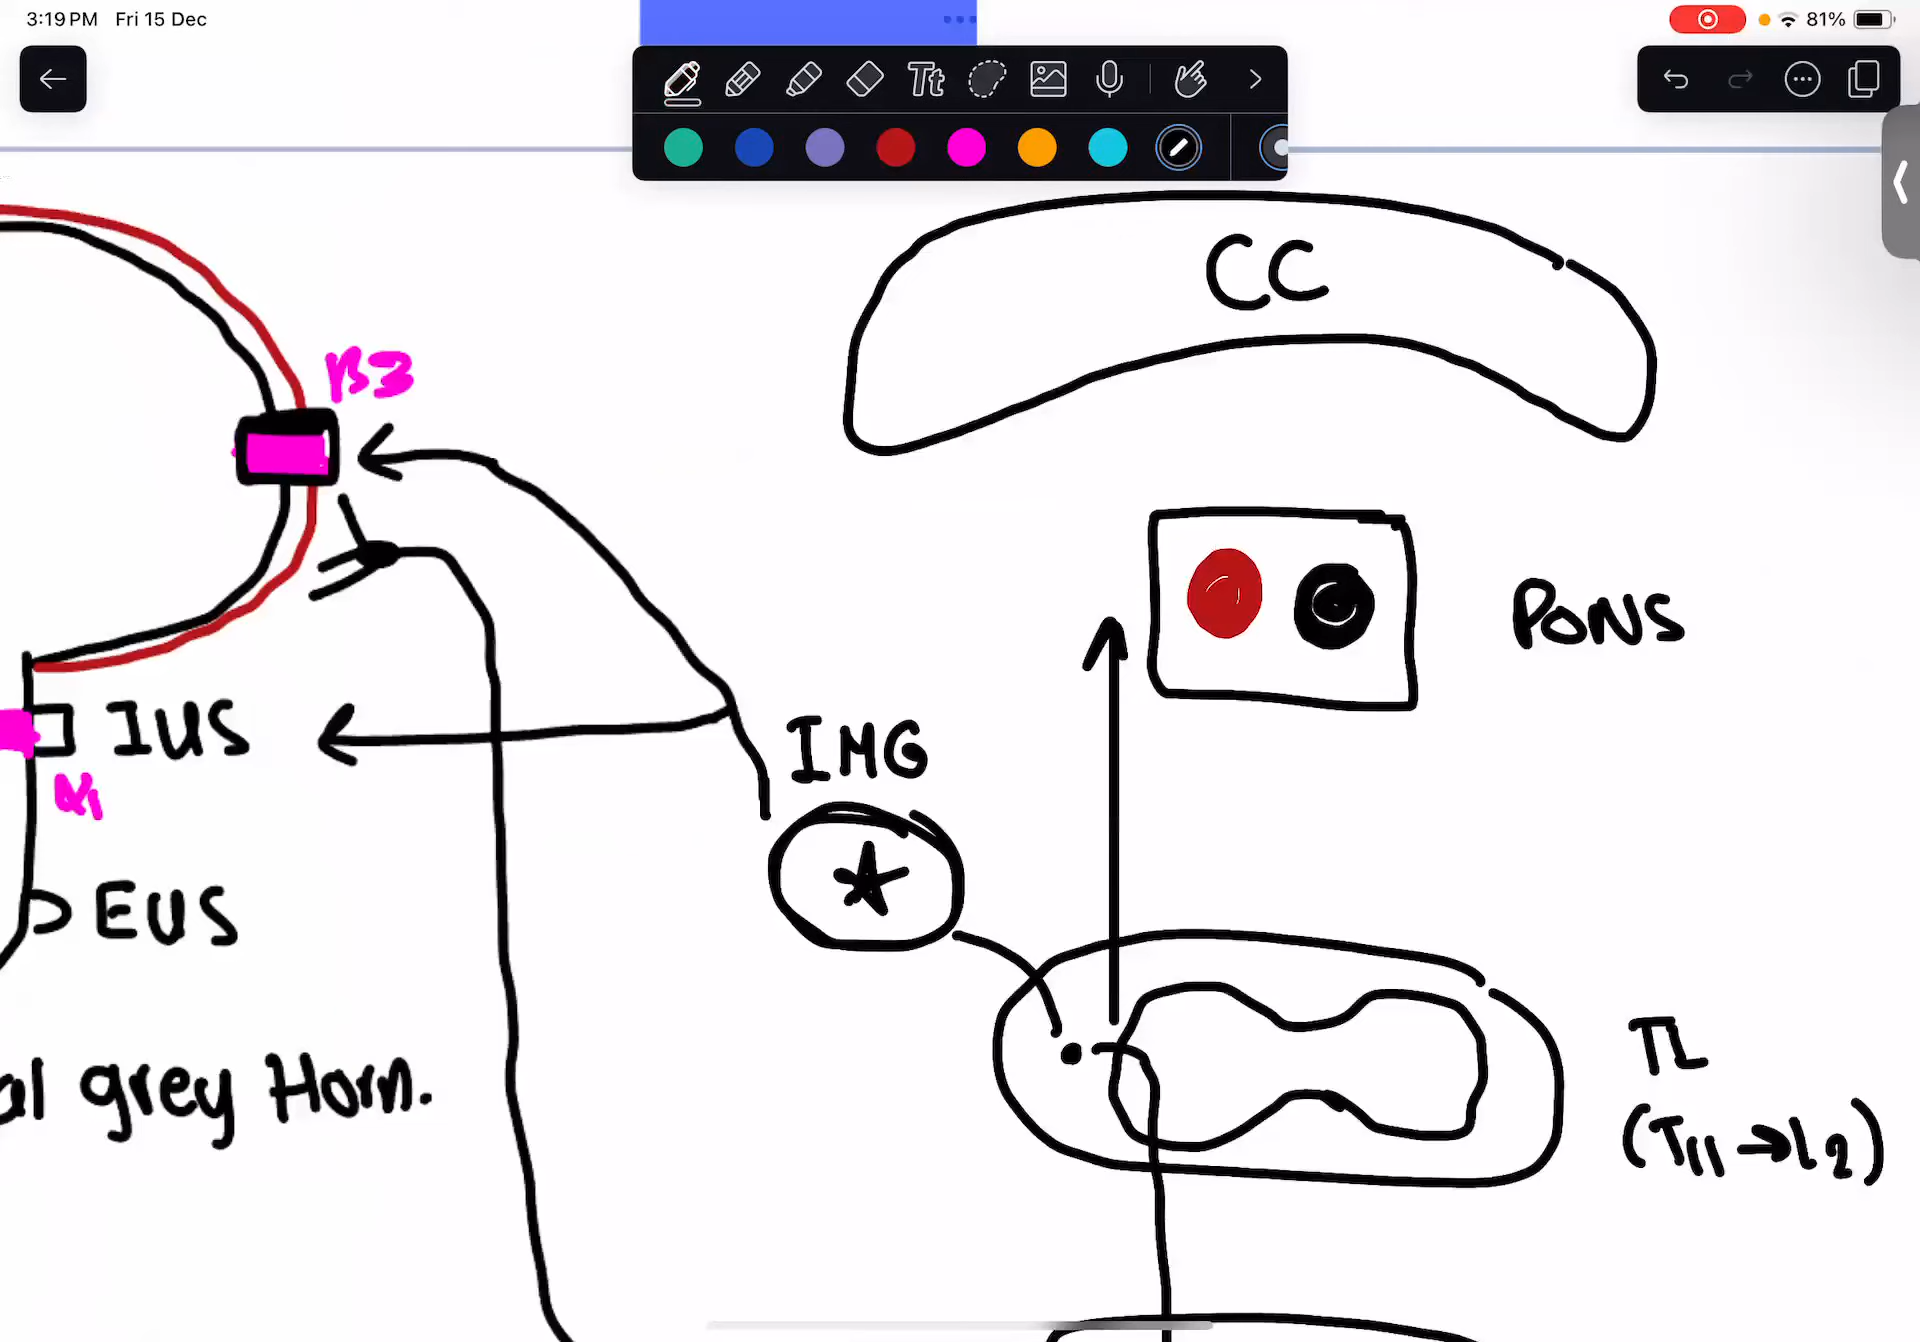 3:19 PM Fri 15 Dec
81%
Tt
CC
β3
PONS
IMG
IUS
α1
EUS
TL
(T11→L2)
al grey Horn.